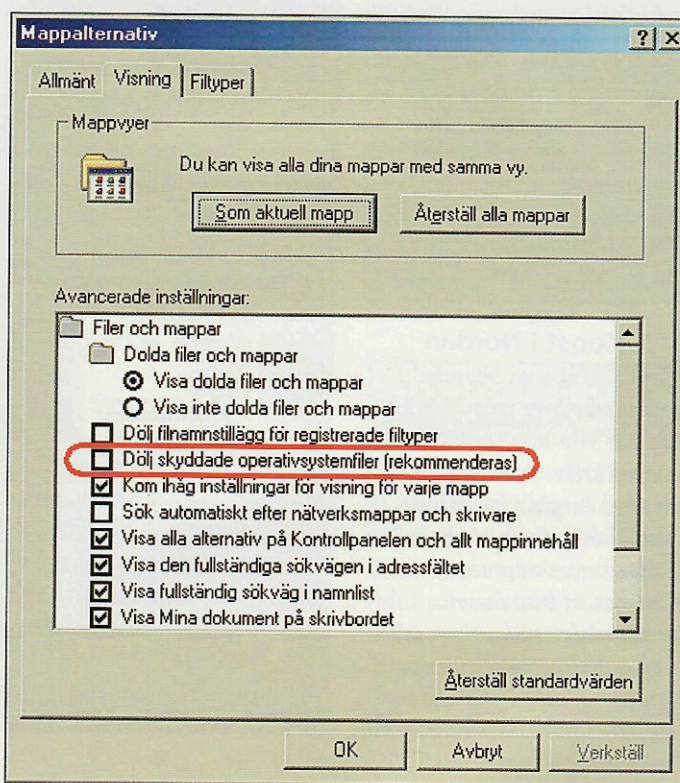 Mappalternativ
Allmänt Visning Filtyper
Mappvyer
Du kan visa alla dina mappar med samma vy.
Som aktuell mapp Återställ alla mappar
Avancerade inställningar:
Filer och mappar
Dolda filer och mappar
Visa dolda filer och mappar
Visa inte dolda filer och mappar
Dölj filnamnstillägg för registrerade filtyper
Dölj skyddade operativsystemfiler (rekommenderas)
Kom ihåg inställningar för visning för varje mapp
Sök automatiskt efter nätverksmappar och skrivare
Visa alla alternativ på Kontrollpanelen och allt mappinnehåll
Visa den fullständiga sökvägen i adressfältet
Visa fullständig sökväg i namnlist
Visa Mina dokument på skrivbordet
Återställ standardvärden
OK Avbryt Verkställ